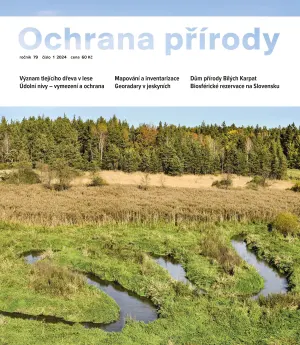 Ochrana přírody
ročník 79 číslo 1 2024 cena 60 Kč
Význam tlejícího dřeva v lese
Údolní nivy – vymezení a ochrana
Mapování a inventarizace
Georadary v jeskyních
Dům přírody Bílých Karpat
Biosférické rezervace na Slovensku